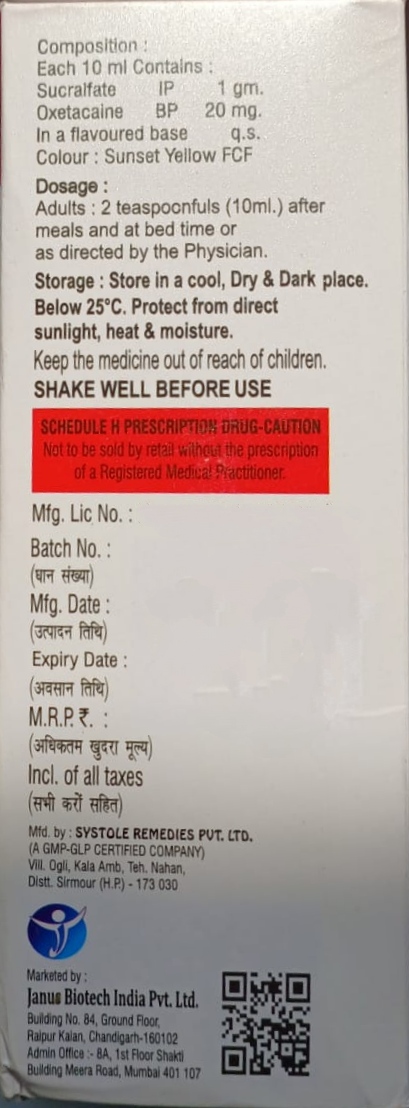 Composition :
Each 10 ml Contains :
Sucralfate IP 1 gm.
Oxetacaine BP 20 mg.
In a flavoured base q.s.
Colour : Sunset Yellow FCF
Dosage :
Adults : 2 teaspoonfuls (10ml.) after
meals and at bed time or
as directed by the Physician.
Storage : Store in a cool, Dry & Dark place.
Below 25°C. Protect from direct
sunlight, heat & moisture.
Keep the medicine out of reach of children.
SHAKE WELL BEFORE USE
SCHEDULE H PRESCRIPTION DRUG-CAUTION
Not to be sold by retail without the prescription
of a Registered Medical Practitioner.
Mfg. Lic No. :
Batch No. :
(घान संख्या)
Mfg. Date :
(उत्पादन तिथि)
Expiry Date :
(अवसान तिथि)
M.R.P. ₹. :
(अधिकतम खुदरा मूल्य)
Incl. of all taxes
(सभी करों सहित)
Mfd. by : SYSTOLE REMEDIES PVT. LTD.
(A GMP-GLP CERTIFIED COMPANY)
Vill. Ogli, Kala Amb, Teh. Nahan,
Distt. Sirmour (H.P.) - 173 030
Marketed by :
Janus Biotech India Pvt. Ltd.
Building No. 84, Ground Floor,
Raipur Kalan, Chandigarh-160102
Admin Office :- 8A, 1st Floor Shakti
Building Meera Road, Mumbai 401 107